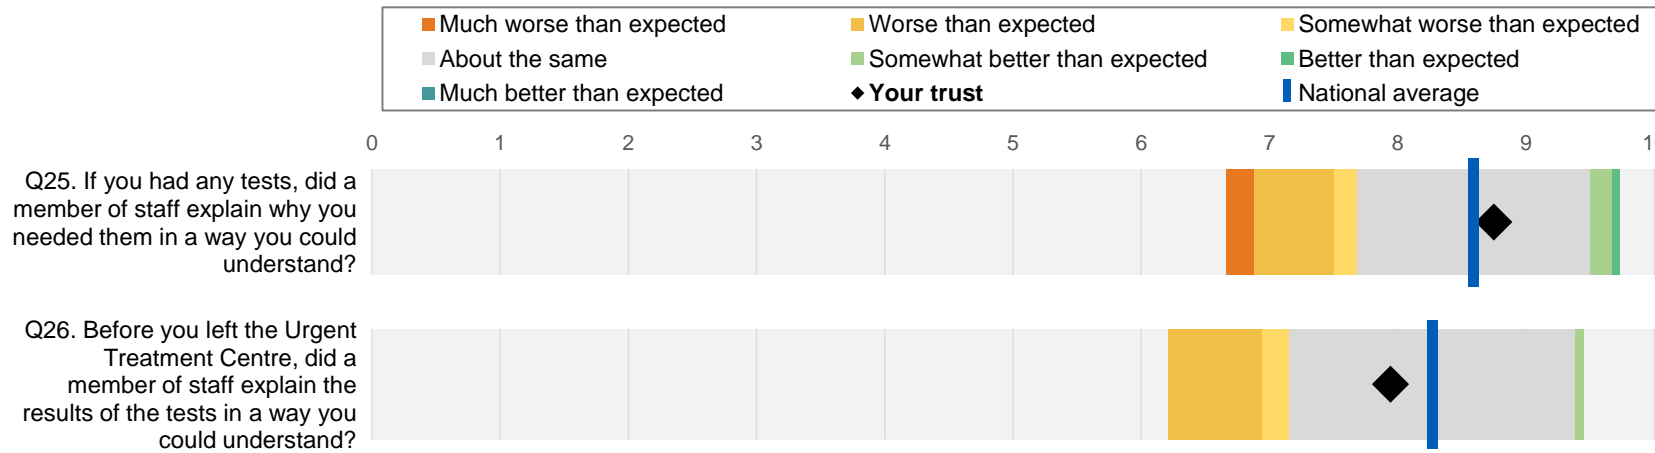 Much worse than expected
Worse than expected
Somewhat worse than expected
About the same
Somewhat better than expected
Better than expected
Much better than expected
Your trust
National average
0 1 2 3 4 5 6 7 8 9 1
Q25. If you had any tests, did a
member of staff explain why you
needed them in a way you could
understand?
Q26. Before you left the Urgent
Treatment Centre, did a
member of staff explain the
results of the tests in a way you
could understand?